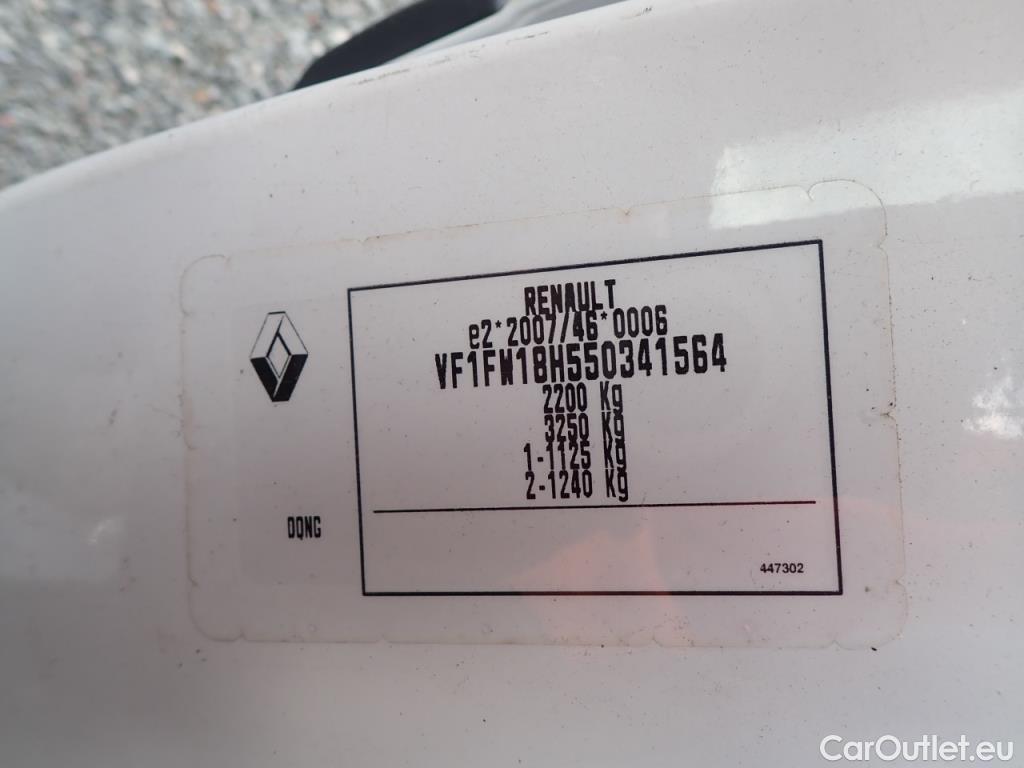 RENAULT
e2*2007/46*0006
VF1FW18H550341564
2200 Kg
3250 Kg
1-1125 Kg
2-1240 Kg
DQNG
447302
CarOutlet.eu